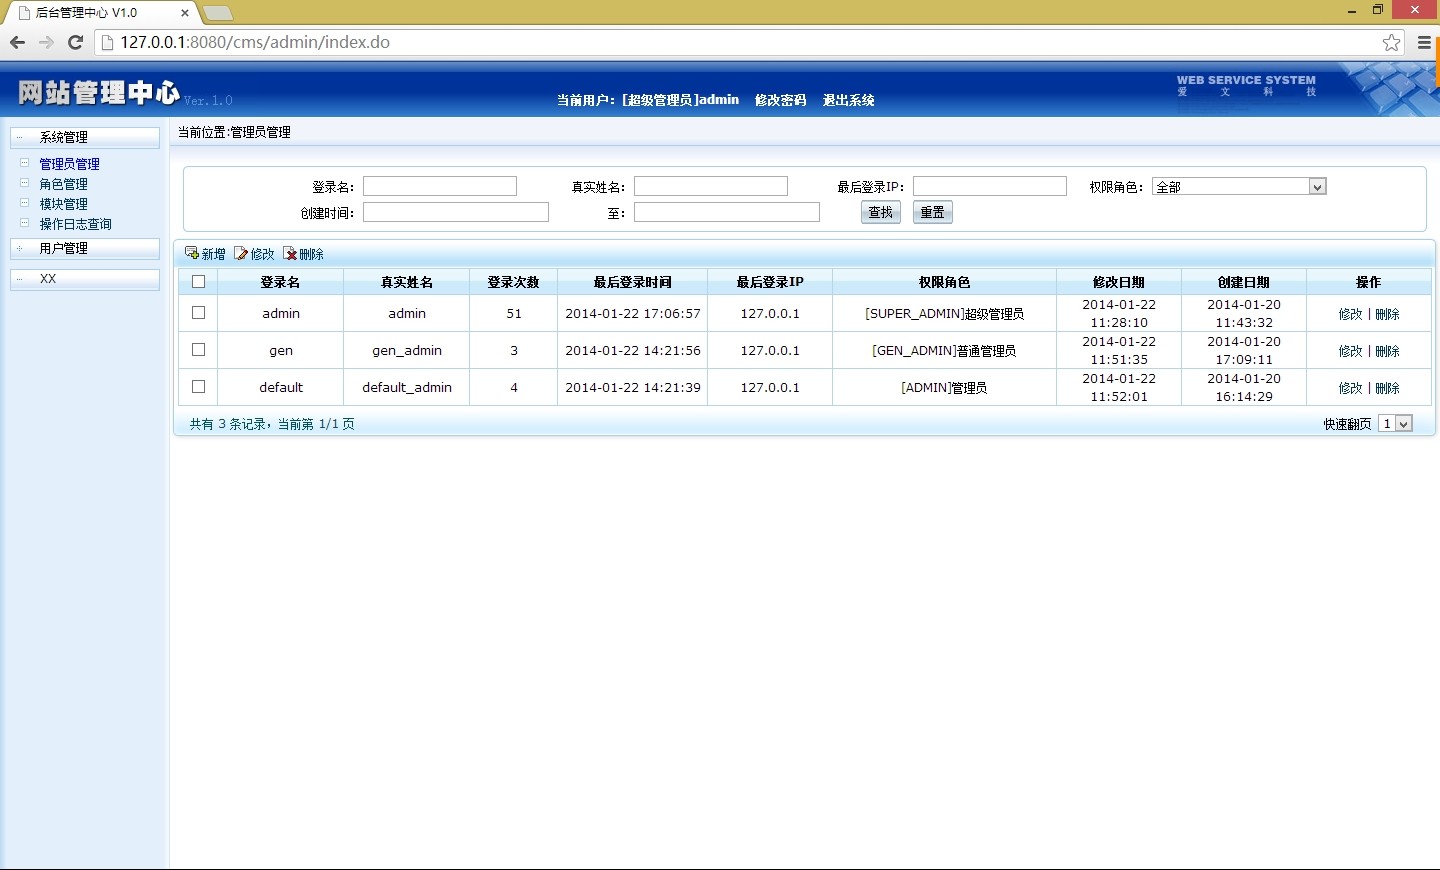 后台管理中心 V1.0
127.0.0.1:8080/cms/admin/index.do
网站管理中心 Ver.1.0
当前用户：[超级管理员]admin 修改密码 退出系统
WEB SERVICE SYSTEM
爱文科技
系统管理
管理员管理
角色管理
模块管理
操作日志查询
用户管理
XX
当前位置:管理员管理
登录名： 真实姓名： 最后登录IP： 权限角色： 全部
创建时间： 至： 查找 重置
新增 修改 删除
登录名 真实姓名 登录次数 最后登录时间 最后登录IP 权限角色 修改日期 创建日期 操作
admin admin 51 2014-01-22 17:06:57 127.0.0.1 [SUPER_ADMIN]超级管理员 2014-01-22 11:28:10 2014-01-20 11:43:32 修改 | 删除
gen gen_admin 3 2014-01-22 14:21:56 127.0.0.1 [GEN_ADMIN]普通管理员 2014-01-22 11:51:35 2014-01-20 17:09:11 修改 | 删除
default default_admin 4 2014-01-22 14:21:39 127.0.0.1 [ADMIN]管理员 2014-01-22 11:52:01 2014-01-20 16:14:29 修改 | 删除
共有 3 条记录，当前第 1/1 页 快速翻页 1